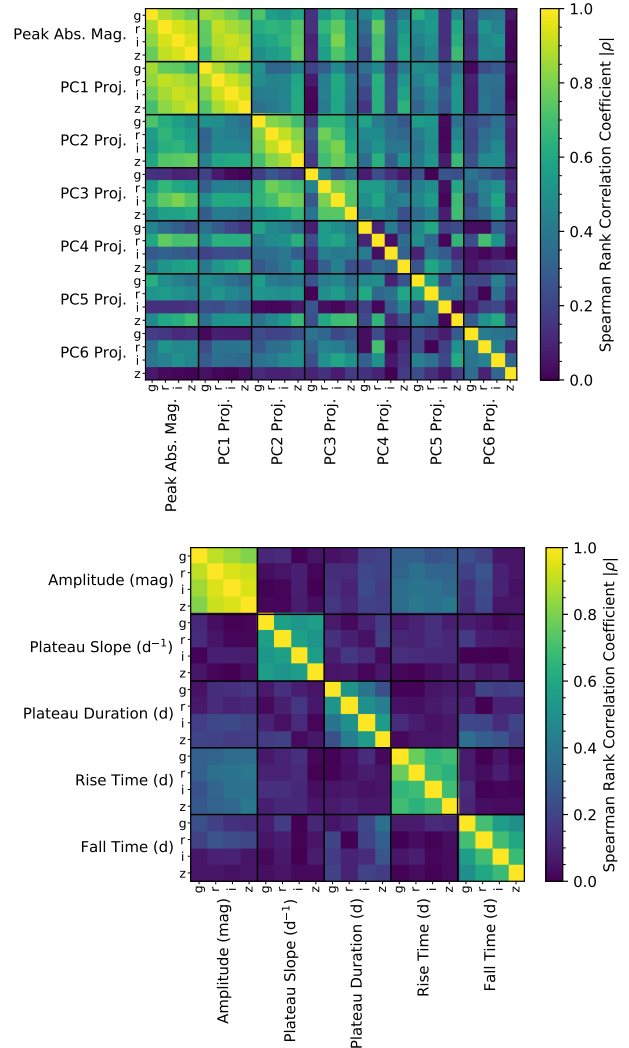 Peak Abs. Mag.
g
r
i
z
PC1 Proj.
g
r
i
z
PC2 Proj.
g
r
i
z
PC3 Proj.
g
r
i
z
PC4 Proj.
g
r
i
z
PC5 Proj.
g
r
i
z
PC6 Proj.
g
r
i
z
g r i z g r i z g r i z g r i z g r i z g r i z g r i z
Peak Abs. Mag.
PC1 Proj.
PC2 Proj.
PC3 Proj.
PC4 Proj.
PC5 Proj.
PC6 Proj.
1.0
0.8
0.6
0.4
0.2
0.0
Spearman Rank Correlation Coefficient |ρ|
Amplitude (mag)
g
r
i
z
Plateau Slope (d⁻¹)
g
r
i
z
Plateau Duration (d)
g
r
i
z
Rise Time (d)
g
r
i
z
Fall Time (d)
g
r
i
z
g r i z g r i z g r i z g r i z g r i z
Amplitude (mag)
Plateau Slope (d⁻¹)
Plateau Duration (d)
Rise Time (d)
Fall Time (d)
1.0
0.8
0.6
0.4
0.2
0.0
Spearman Rank Correlation Coefficient |ρ|